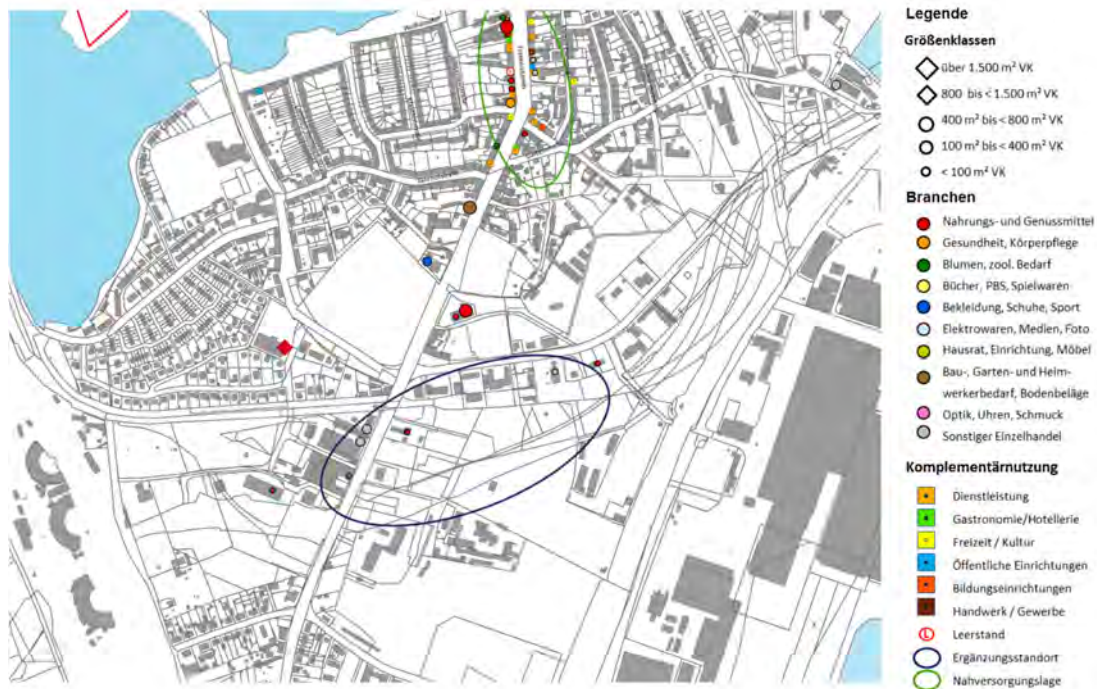 Legende
Größenklassen
über 1.500 m² VK
800 bis < 1.500 m² VK
400 m² bis < 800 m² VK
100 m² bis < 400 m² VK
< 100 m² VK
Branchen
Nahrungs- und Genussmittel
Gesundheit, Körperpflege
Blumen, zool. Bedarf
Bücher, PBS, Spielwaren
Bekleidung, Schuhe, Sport
Elektrowaren, Medien, Foto
Hausrat, Einrichtung, Möbel
Bau-, Garten- und Heim-
werkerbedarf, Bodenbeläge
Optik, Uhren, Schmuck
Sonstiger Einzelhandel
Komplementärnutzung
Dienstleistung
Gastronomie/Hotellerie
Freizeit / Kultur
Öffentliche Einrichtungen
Bildungseinrichtungen
Handwerk / Gewerbe
L Leerstand
Ergänzungsstandort
Nahversorgungslage